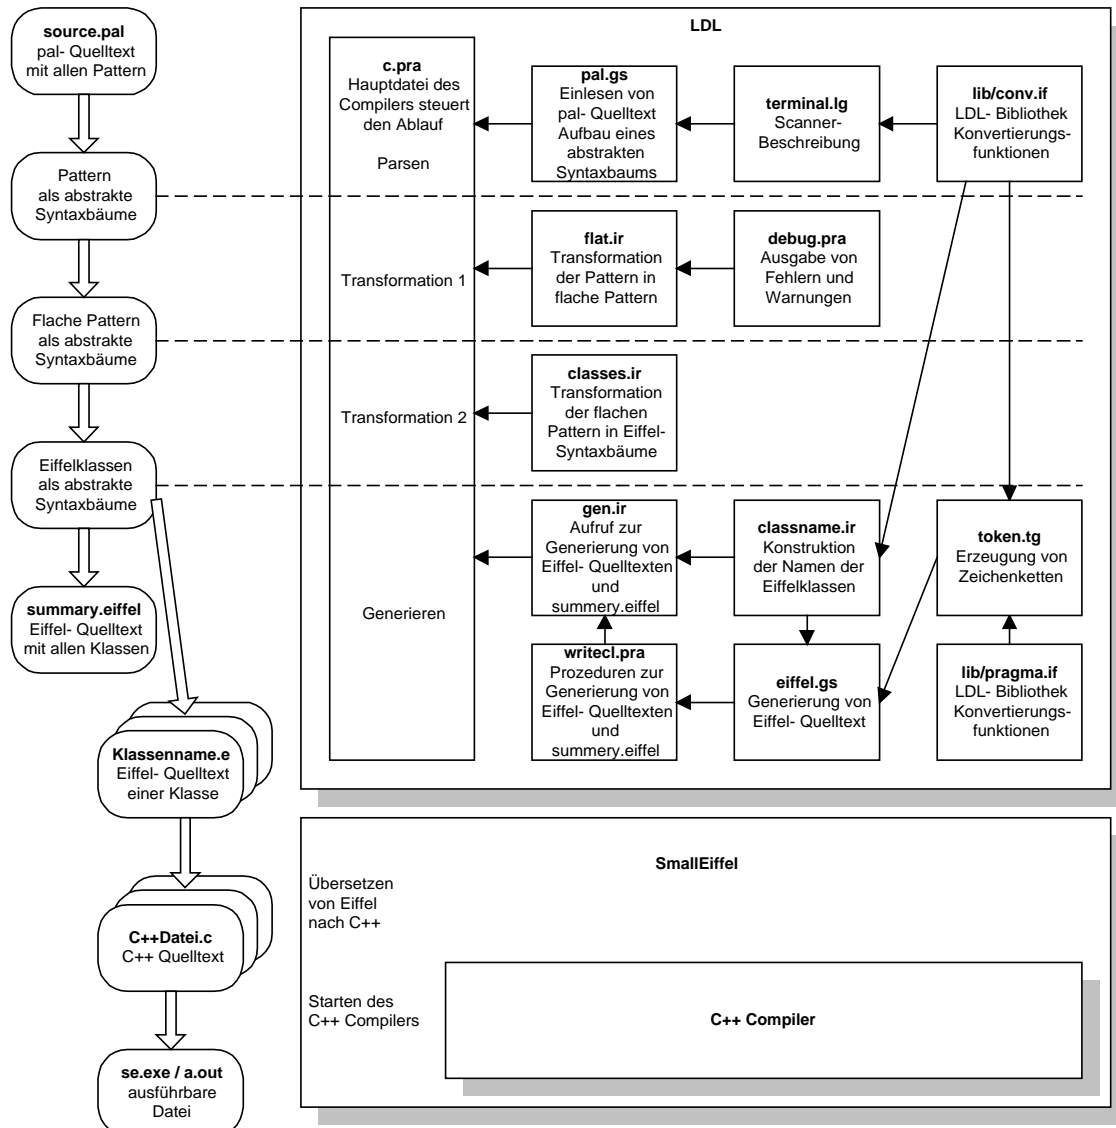 source.pal
pal- Quelltext
mit allen Pattern
Pattern
als abstrakte
Syntaxbäume
Flache Pattern
als abstrakte
Syntaxbäume
Eiffelklassen
als abstrakte
Syntaxbäume
summary.eiffel
Eiffel- Quelltext
mit allen Klassen
Klassenname.e
Eiffel- Quelltext
einer Klasse
C++Datei.c
C++ Quelltext
se.exe / a.out
ausführbare
Datei
LDL
c.pra
Hauptdatei des
Compilers steuert
den Ablauf
Parsen
Transformation 1
Transformation 2
Generieren
pal.gs
Einlesen von
pal- Quelltext
Aufbau eines
abstrakten
Syntaxbaums
terminal.lg
Scanner-
Beschreibung
lib/conv.if
LDL- Bibliothek
Konvertierungs-
funktionen
flat.ir
Transformation
der Pattern in
flache Pattern
debug.pra
Ausgabe von
Fehlern und
Warnungen
classes.ir
Transformation
der flachen
Pattern in Eiffel-
Syntaxbäume
gen.ir
Aufruf zur
Generierung von
Eiffel- Quelltexten
und
summery.eiffel
classname.ir
Konstruktion
der Namen der
Eiffelklassen
token.tg
Erzeugung von
Zeichenketten
writecl.pra
Prozeduren zur
Generierung von
Eiffel- Quelltexten
und
summery.eiffel
eiffel.gs
Generierung von
Eiffel- Quelltext
lib/pragma.if
LDL- Bibliothek
Konvertierungs-
funktionen
SmallEiffel
Übersetzen
von Eiffel
nach C++
Starten des
C++ Compilers
C++ Compiler